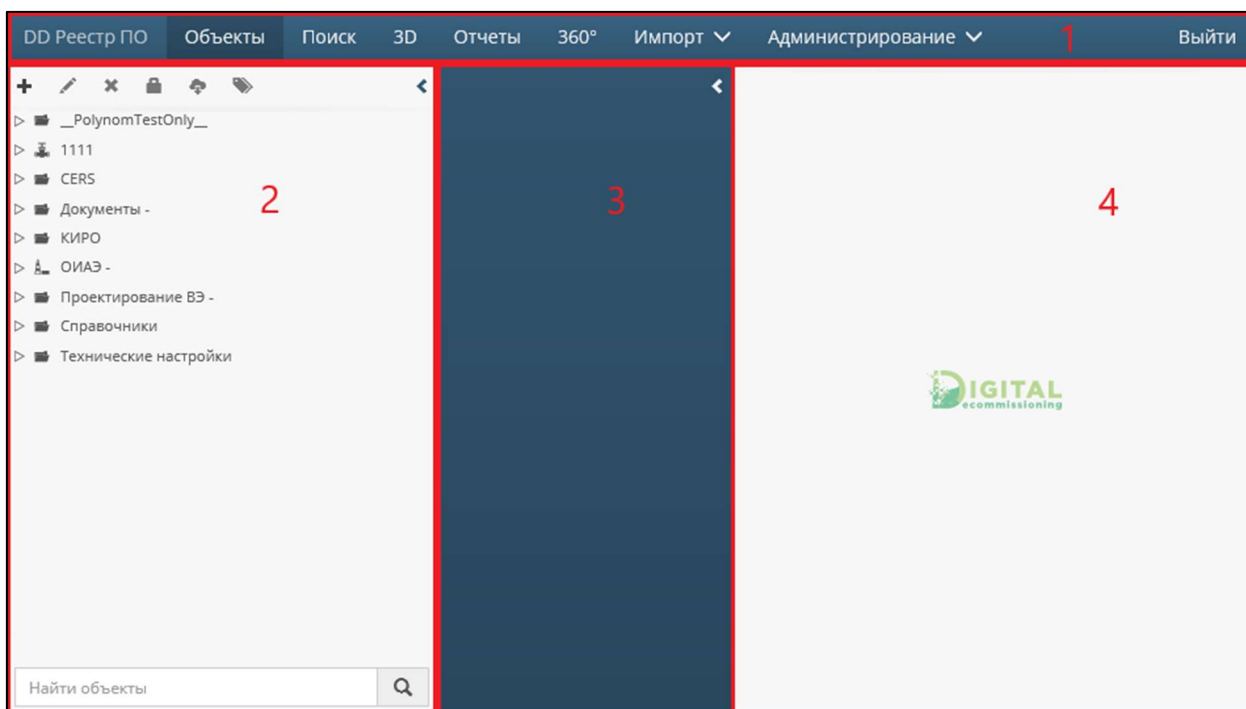 DD Реестр ПО Объекты Поиск 3D Отчеты 360° Импорт Администрирование 1 Выйти
__PolynomTestOnly__
1111
CERS
Документы -
КИРО
ОИАЭ -
Проектирование ВЭ -
Справочники
Технические настройки
2
Найти объекты
3
4
DIGITAL
ecommissioning